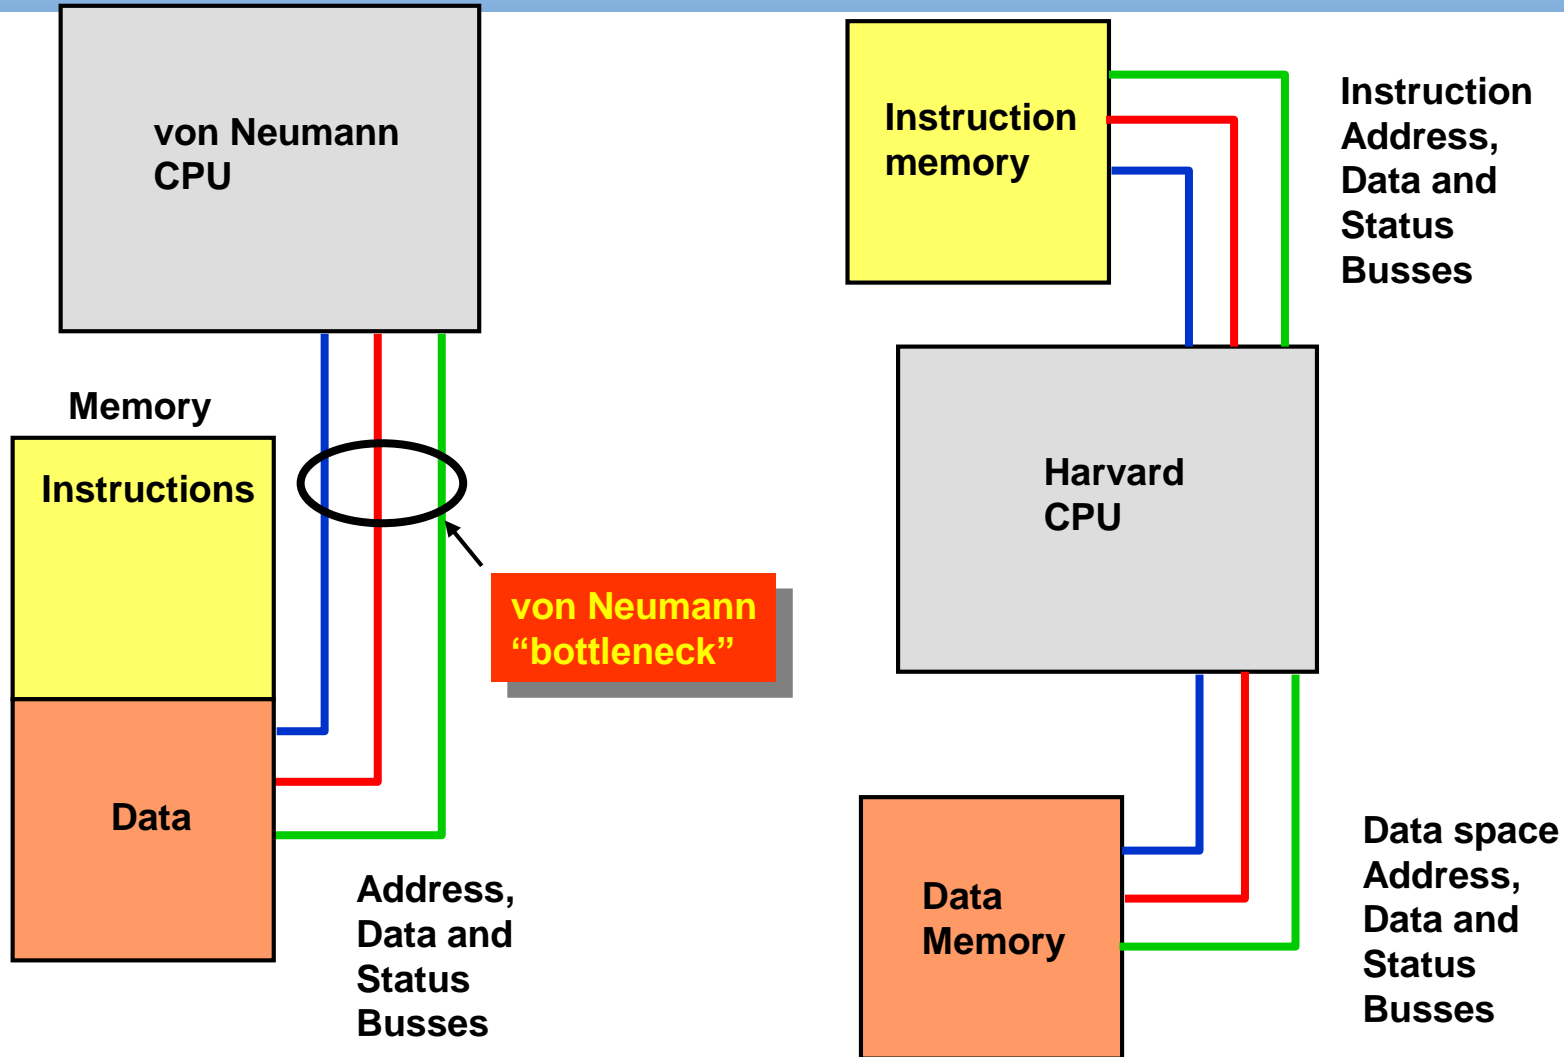 von Neumann
CPU
Memory
Instructions
von Neumann
“bottleneck”
Data
Address,
Data and
Status
Busses
Instruction
memory
Instruction
Address,
Data and
Status
Busses
Harvard
CPU
Data
Memory
Data space
Address,
Data and
Status
Busses